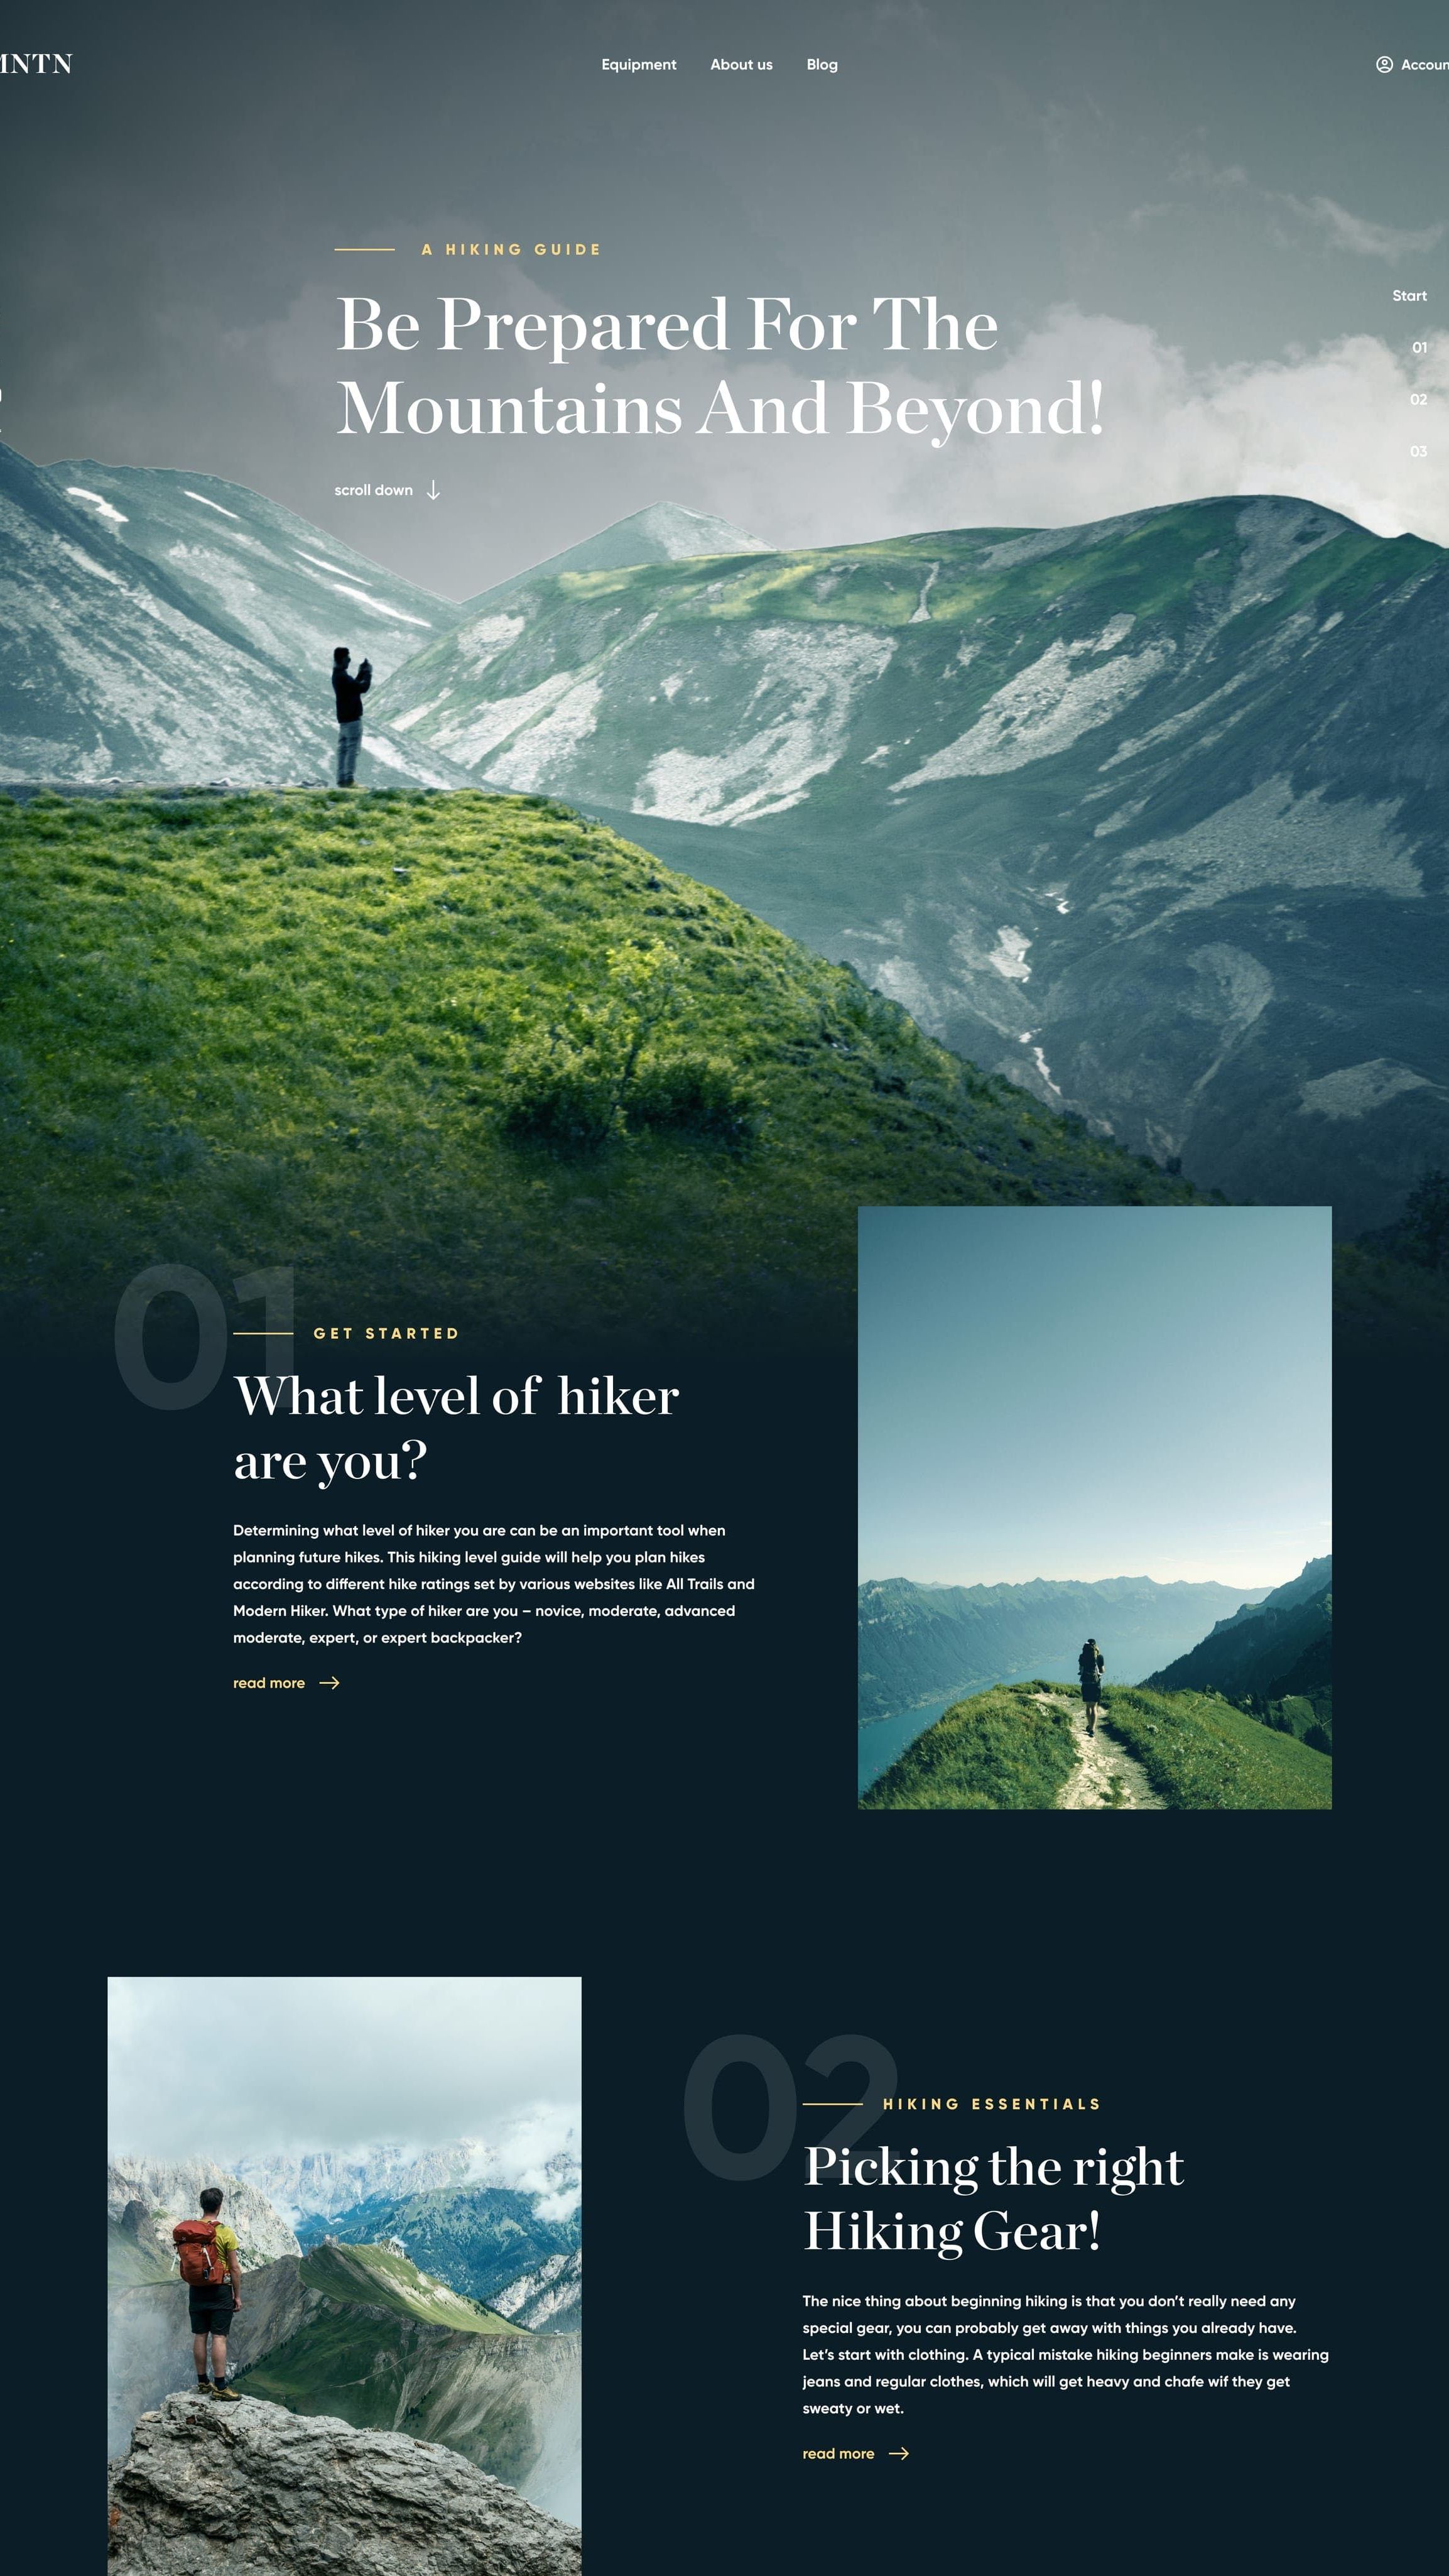 MNTN
Equipment
About us
Blog
Account
A HIKING GUIDE
Be Prepared For The
Mountains And Beyond!
scroll down
Start
01
02
03
01
GET STARTED
What level of hiker
are you?
Determining what level of hiker you are can be an important tool when
planning future hikes. This hiking level guide will help you plan hikes
according to different hike ratings set by various websites like All Trails and
Modern Hiker. What type of hiker are you – novice, moderate, advanced
moderate, expert, or expert backpacker?
read more
02
HIKING ESSENTIALS
Picking the right
Hiking Gear!
The nice thing about beginning hiking is that you don’t really need any
special gear, you can probably get away with things you already have.
Let’s start with clothing. A typical mistake hiking beginners make is wearing
jeans and regular clothes, which will get heavy and chafe wif they get
sweaty or wet.
read more